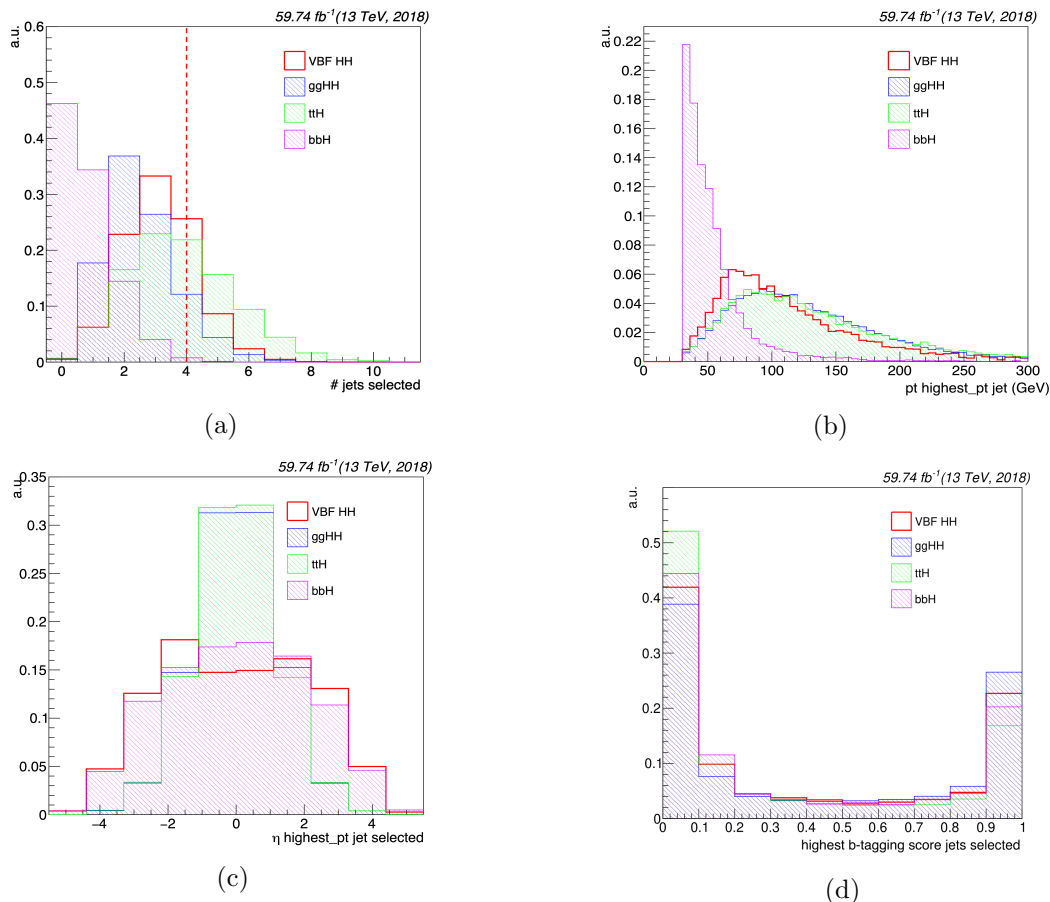 59.74 fb⁻¹(13 TeV, 2018)
a.u.
0.6
0.5
0.4
0.3
0.2
0.1
0
VBF HH
ggHH
ttH
bbH
0 2 4 6 8 10
# jets selected
(a)
59.74 fb⁻¹(13 TeV, 2018)
a.u.
0.22
0.2
0.18
0.16
0.14
0.12
0.1
0.08
0.06
0.04
0.02
0
VBF HH
ggHH
ttH
bbH
0 50 100 150 200 250 300
pt highest_pt jet (GeV)
(b)
59.74 fb⁻¹(13 TeV, 2018)
a.u.
0.35
0.3
0.25
0.2
0.15
0.1
0.05
0
VBF HH
ggHH
ttH
bbH
−4 −2 0 2 4
η highest_pt jet selected
(c)
59.74 fb⁻¹(13 TeV, 2018)
a.u.
0.5
0.4
0.3
0.2
0.1
0
VBF HH
ggHH
ttH
bbH
0 0.1 0.2 0.3 0.4 0.5 0.6 0.7 0.8 0.9 1
highest b-tagging score jets selected
(d)